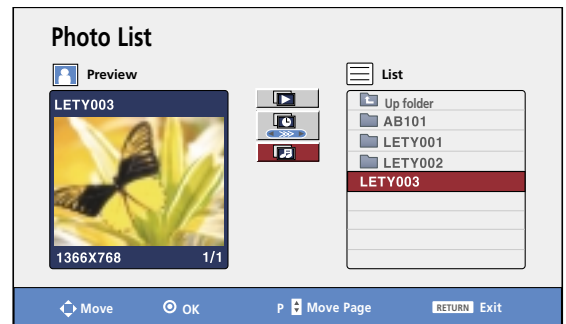 Photo List
Preview
List
LETY003
1366X768 1/1
Up folder
AB101
LETY001
LETY002
LETY003
Move OK P Move Page RETURN Exit